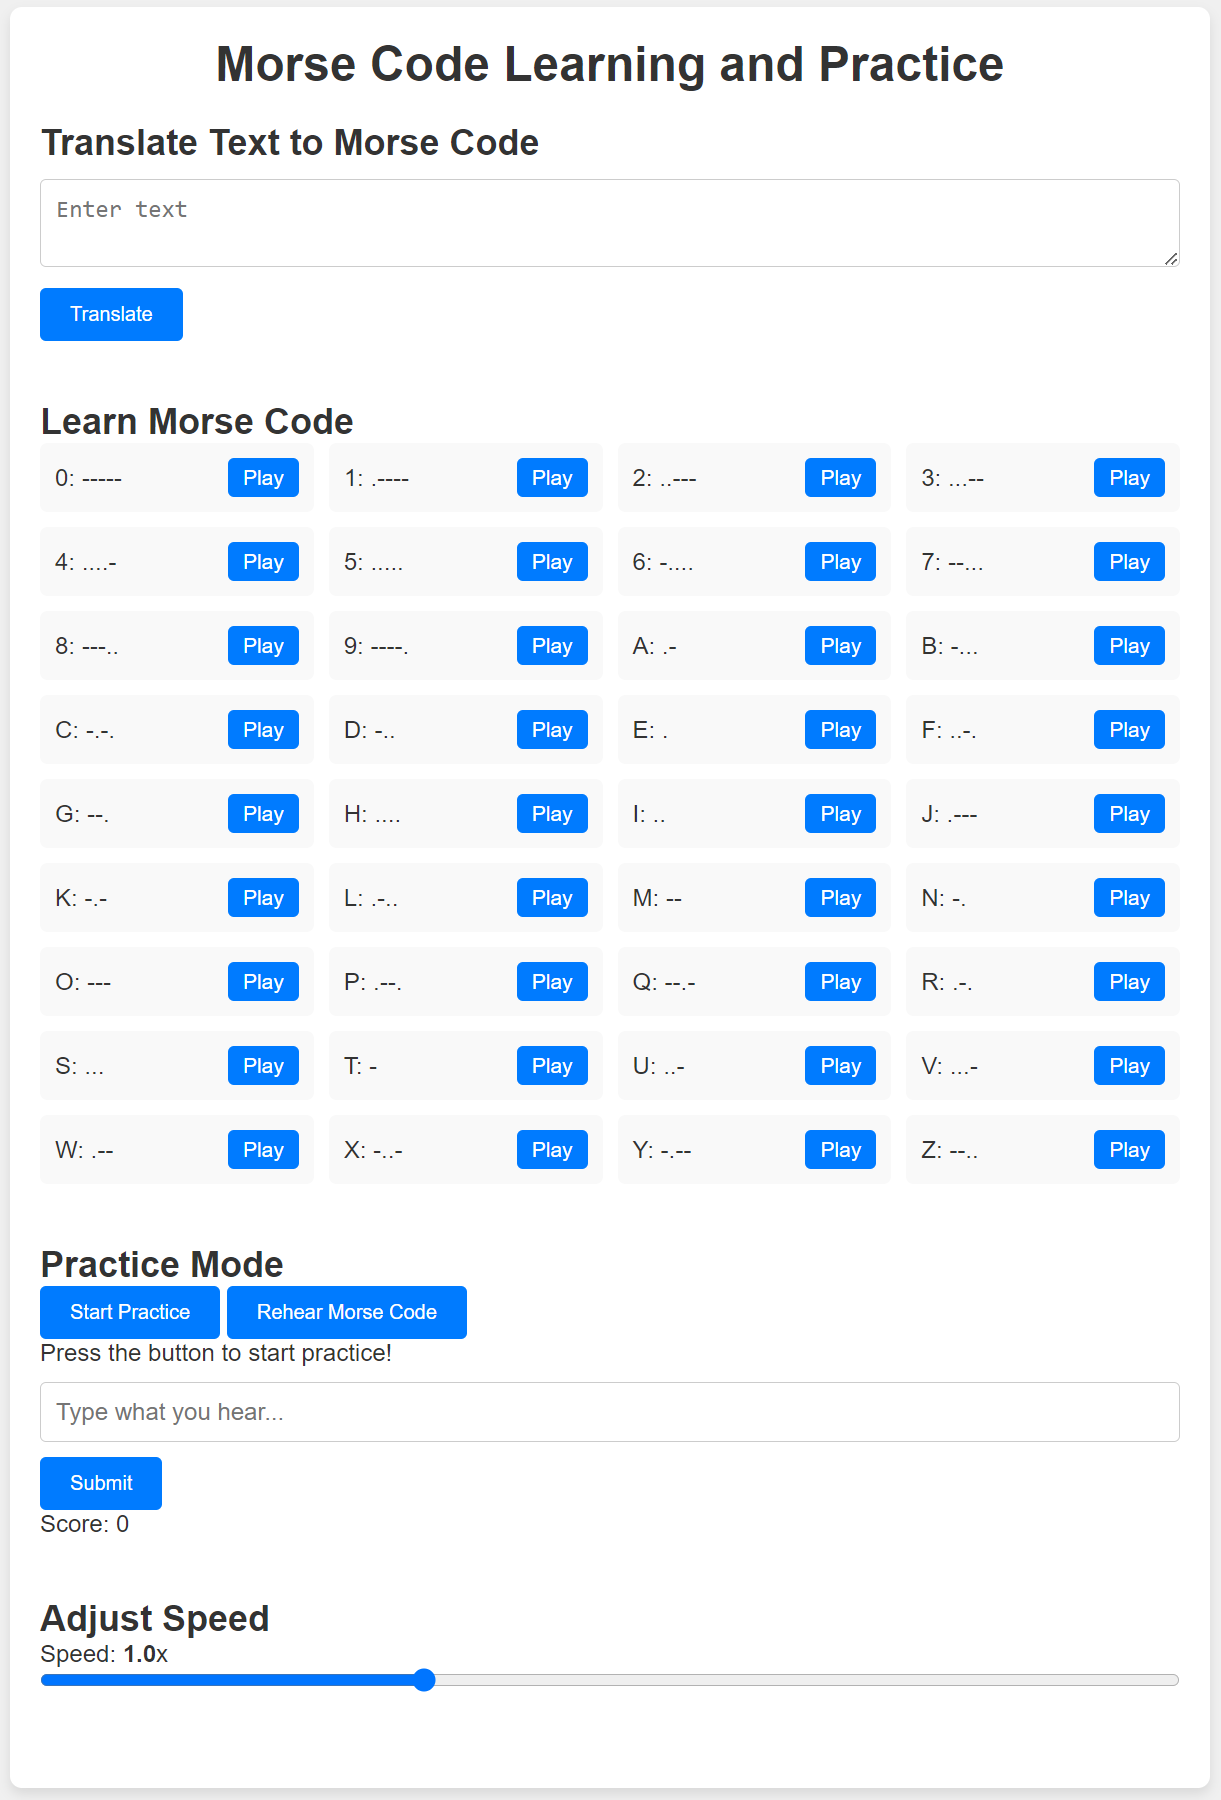 Morse Code Learning and Practice
Translate Text to Morse Code
Enter text
Translate
Learn Morse Code
0: ----- Play 1: .---- Play 2: ..--- Play 3: ...-- Play
4: ....- Play 5: ..... Play 6: -.... Play 7: --... Play
8: ---.. Play 9: ----. Play A: .- Play B: -... Play
C: -.-. Play D: -.. Play E: . Play F: ..-. Play
G: --. Play H: .... Play I: .. Play J: .--- Play
K: -.- Play L: .-.. Play M: -- Play N: -. Play
O: --- Play P: .--. Play Q: --.- Play R: .-. Play
S: ... Play T: - Play U: ..- Play V: ...- Play
W: .-- Play X: -..- Play Y: -.-- Play Z: --.. Play
Practice Mode
Start Practice Rehear Morse Code
Press the button to start practice!
Type what you hear...
Submit
Score: 0
Adjust Speed
Speed: 1.0x